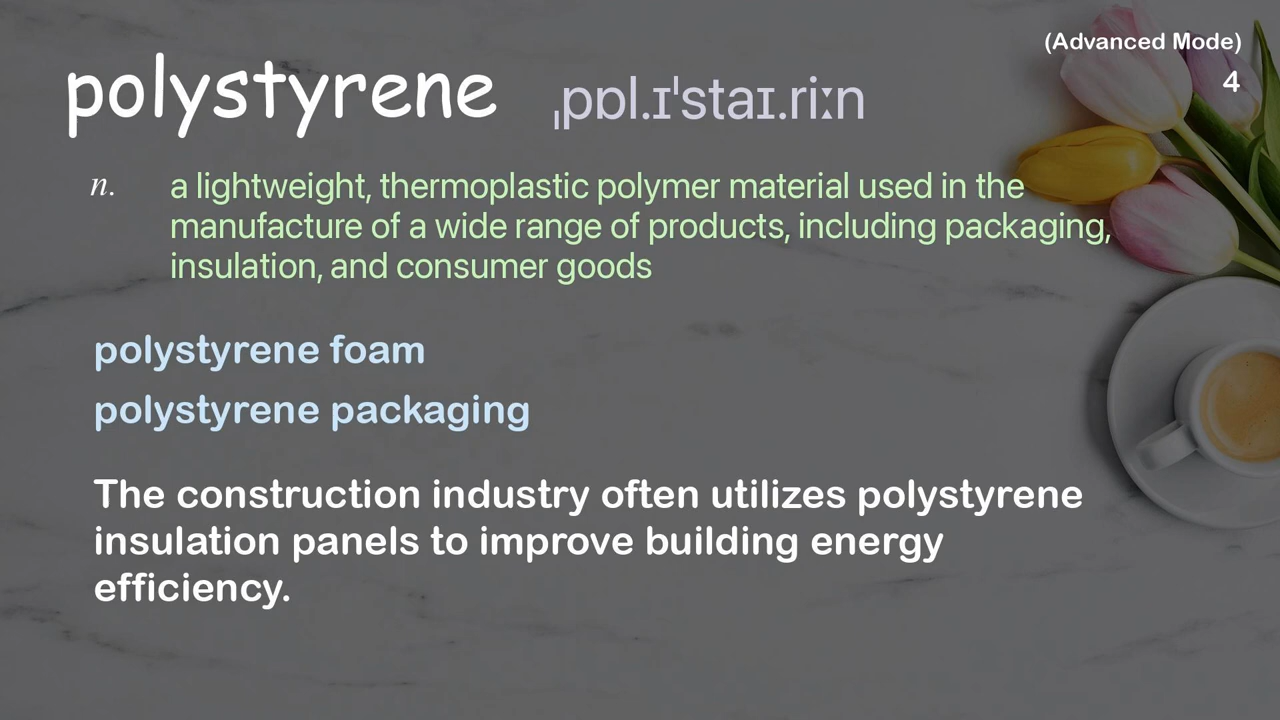 (Advanced Mode)
4
polystyrene ˌpɒl.ɪˈstaɪ.riːn
n. a lightweight, thermoplastic polymer material used in the
manufacture of a wide range of products, including packaging,
insulation, and consumer goods
polystyrene foam
polystyrene packaging
The construction industry often utilizes polystyrene
insulation panels to improve building energy
efficiency.